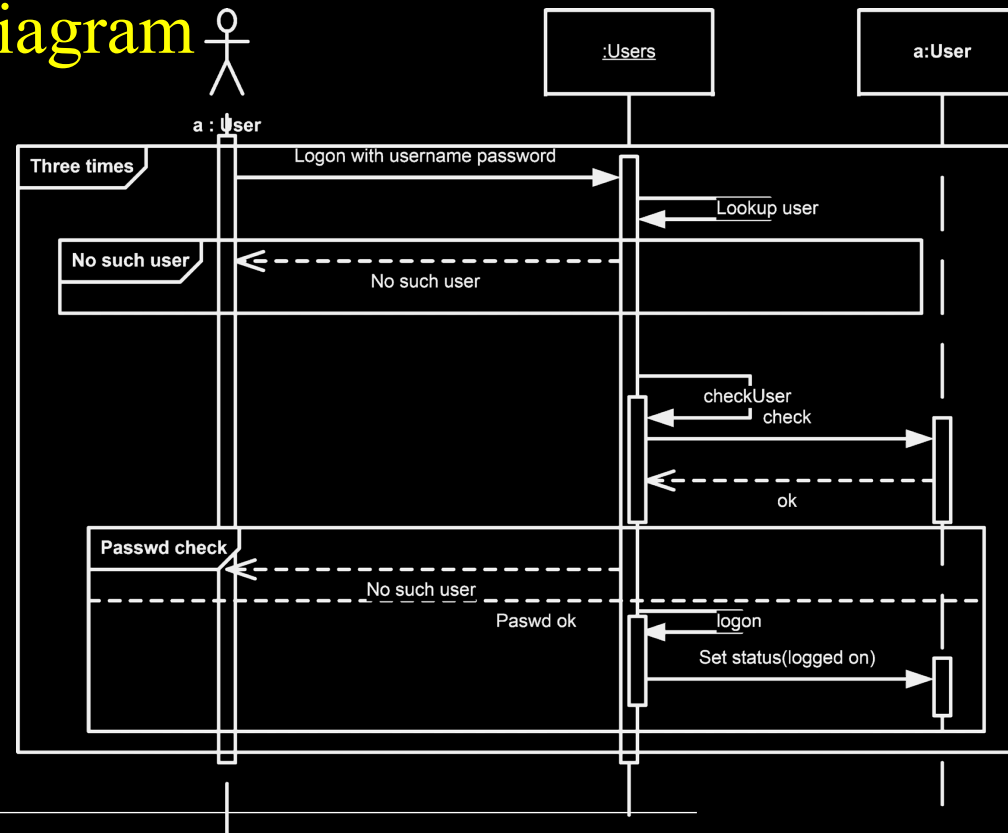 iagram
:Users
a:User
a : User
Three times
Logon with username password
Lookup user
No such user
No such user
checkUser
check
ok
Passwd check
No such user
Paswd ok
logon
Set status(logged on)